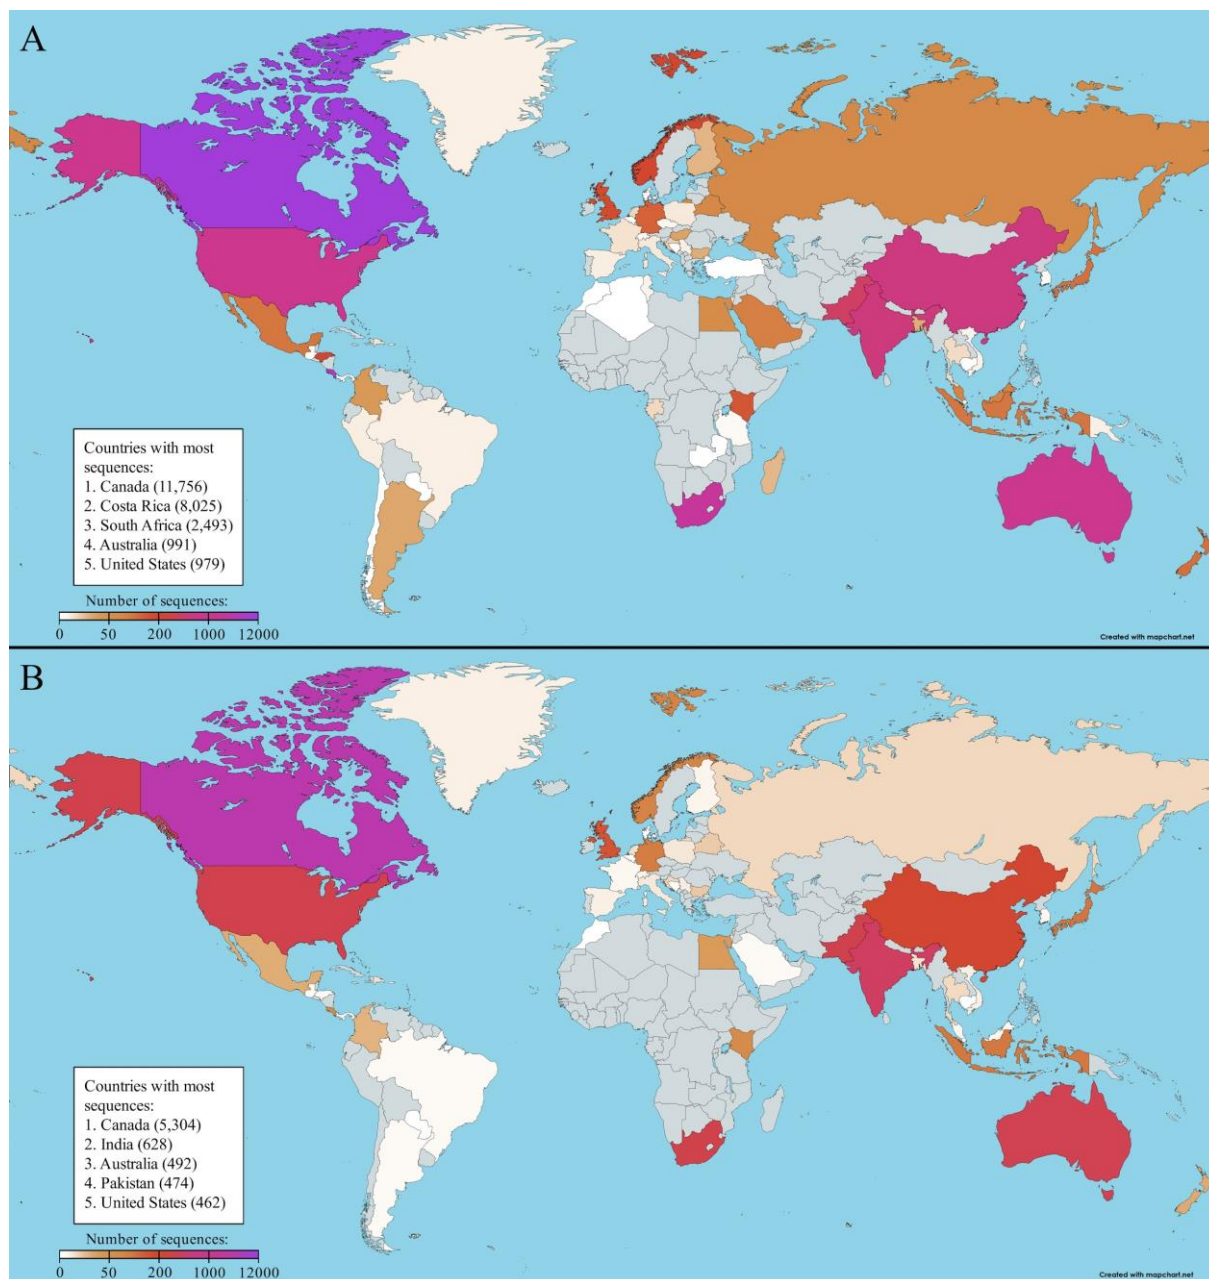 A
Countries with most
sequences:
1. Canada (11,756)
2. Costa Rica (8,025)
3. South Africa (2,493)
4. Australia (991)
5. United States (979)
Number of sequences:
0 50 200 1000 12000
Created with mapchart.net
B
Countries with most
sequences:
1. Canada (5,304)
2. India (628)
3. Australia (492)
4. Pakistan (474)
5. United States (462)
Number of sequences:
0 50 200 1000 12000
Created with mapchart.net